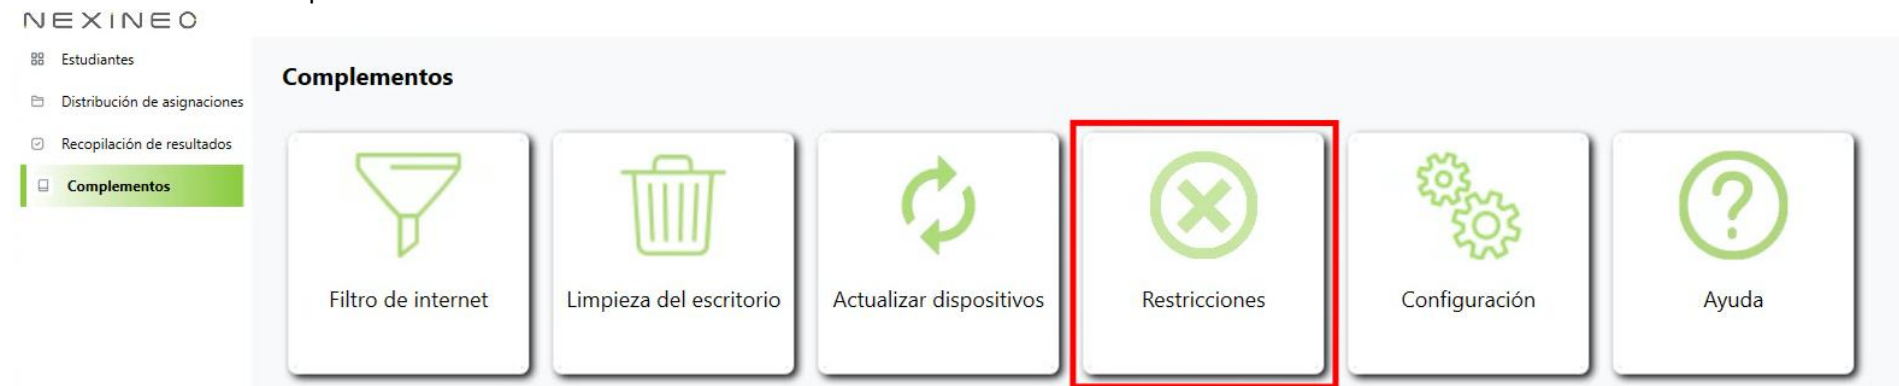 NEXINEO
Estudiantes
Distribución de asignaciones
Recopilación de resultados
Complementos
Complementos
Filtro de internet
Limpieza del escritorio
Actualizar dispositivos
Restricciones
Configuración
Ayuda